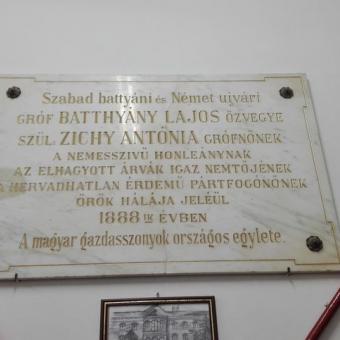 Szabad battyáni és Német ujvári
GRÓF BATTHYÁNY LAJOS ÖZVEGYE
SZÜL. ZICHY ANTÓNIA GRÓFNŐNEK
A NEMESSZIVÜ HONLEÁNYNAK
AZ ELHAGYOTT ÁRVÁK IGAZ NEMTŐJÉNEK
A HERVADHATLAN ÉRDEMÜ PÁRTFOGÓNŐNEK
ÖRÖK HÁLÁJA JELÉÜL
1888 IK ÉVBEN
A magyar gazdasszonyok országos egylete.